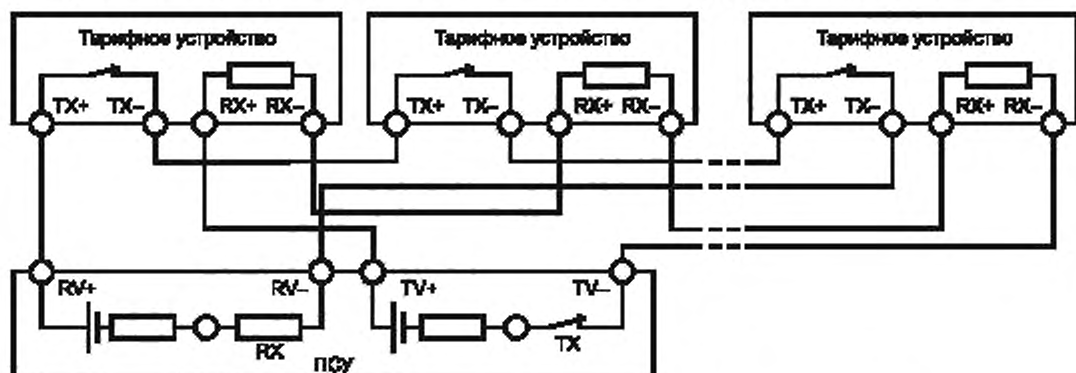 Тарифное устройство Тарифное устройство Тарифное устройство
TX+ TX– RX+ RX– TX+ TX– RX+ RX– TX+ TX– RX+ RX–
RV+ RV– TV+ TV–
RX TX
ПСУ